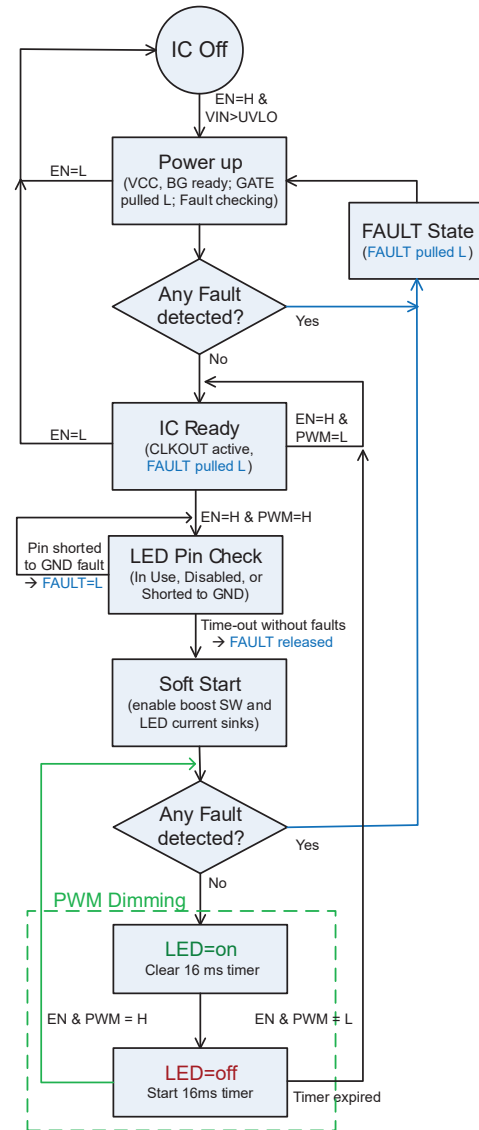 IC Off
EN=H &
VIN>UVLO
Power up
(VCC, BG ready; GATE
pulled L; Fault checking)
EN=L
FAULT State
(FAULT pulled L)
Any Fault
detected?
Yes
No
IC Ready
(CLKOUT active,
FAULT pulled L)
EN=H &
PWM=L
EN=L
EN=H & PWM=H
Pin shorted
to GND fault
→ FAULT=L
LED Pin Check
(In Use, Disabled, or
Shorted to GND)
Time-out without faults
→ FAULT released
Soft Start
(enable boost SW and
LED current sinks)
Any Fault
detected?
Yes
No
PWM Dimming
LED=on
Clear 16 ms timer
EN & PWM = H
EN & PWM = L
LED=off
Start 16ms timer
Timer expired